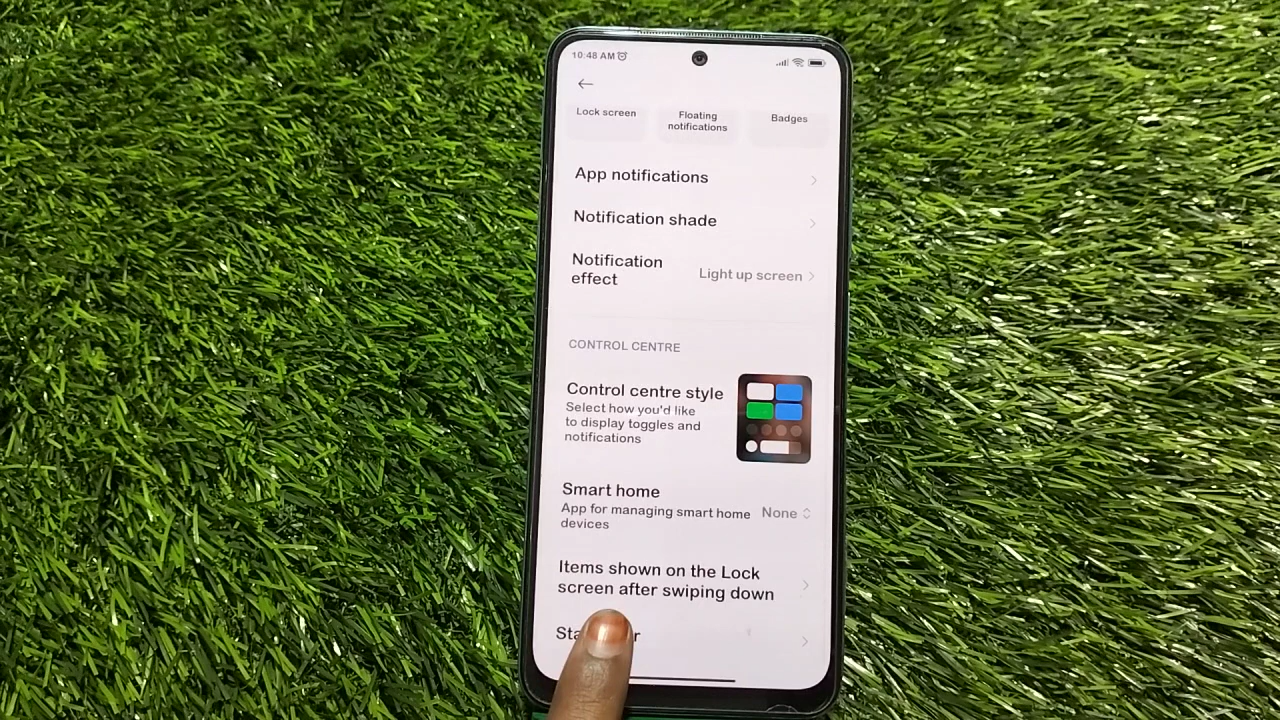 10:48 AM
Lock screen
Floating
notifications
Badges
App notifications
Notification shade
Notification
effect
Light up screen
CONTROL CENTRE
Control centre style
Select how you'd like
to display toggles and
notifications
Smart home
App for managing smart home
devices
None
Items shown on the Lock
screen after swiping down